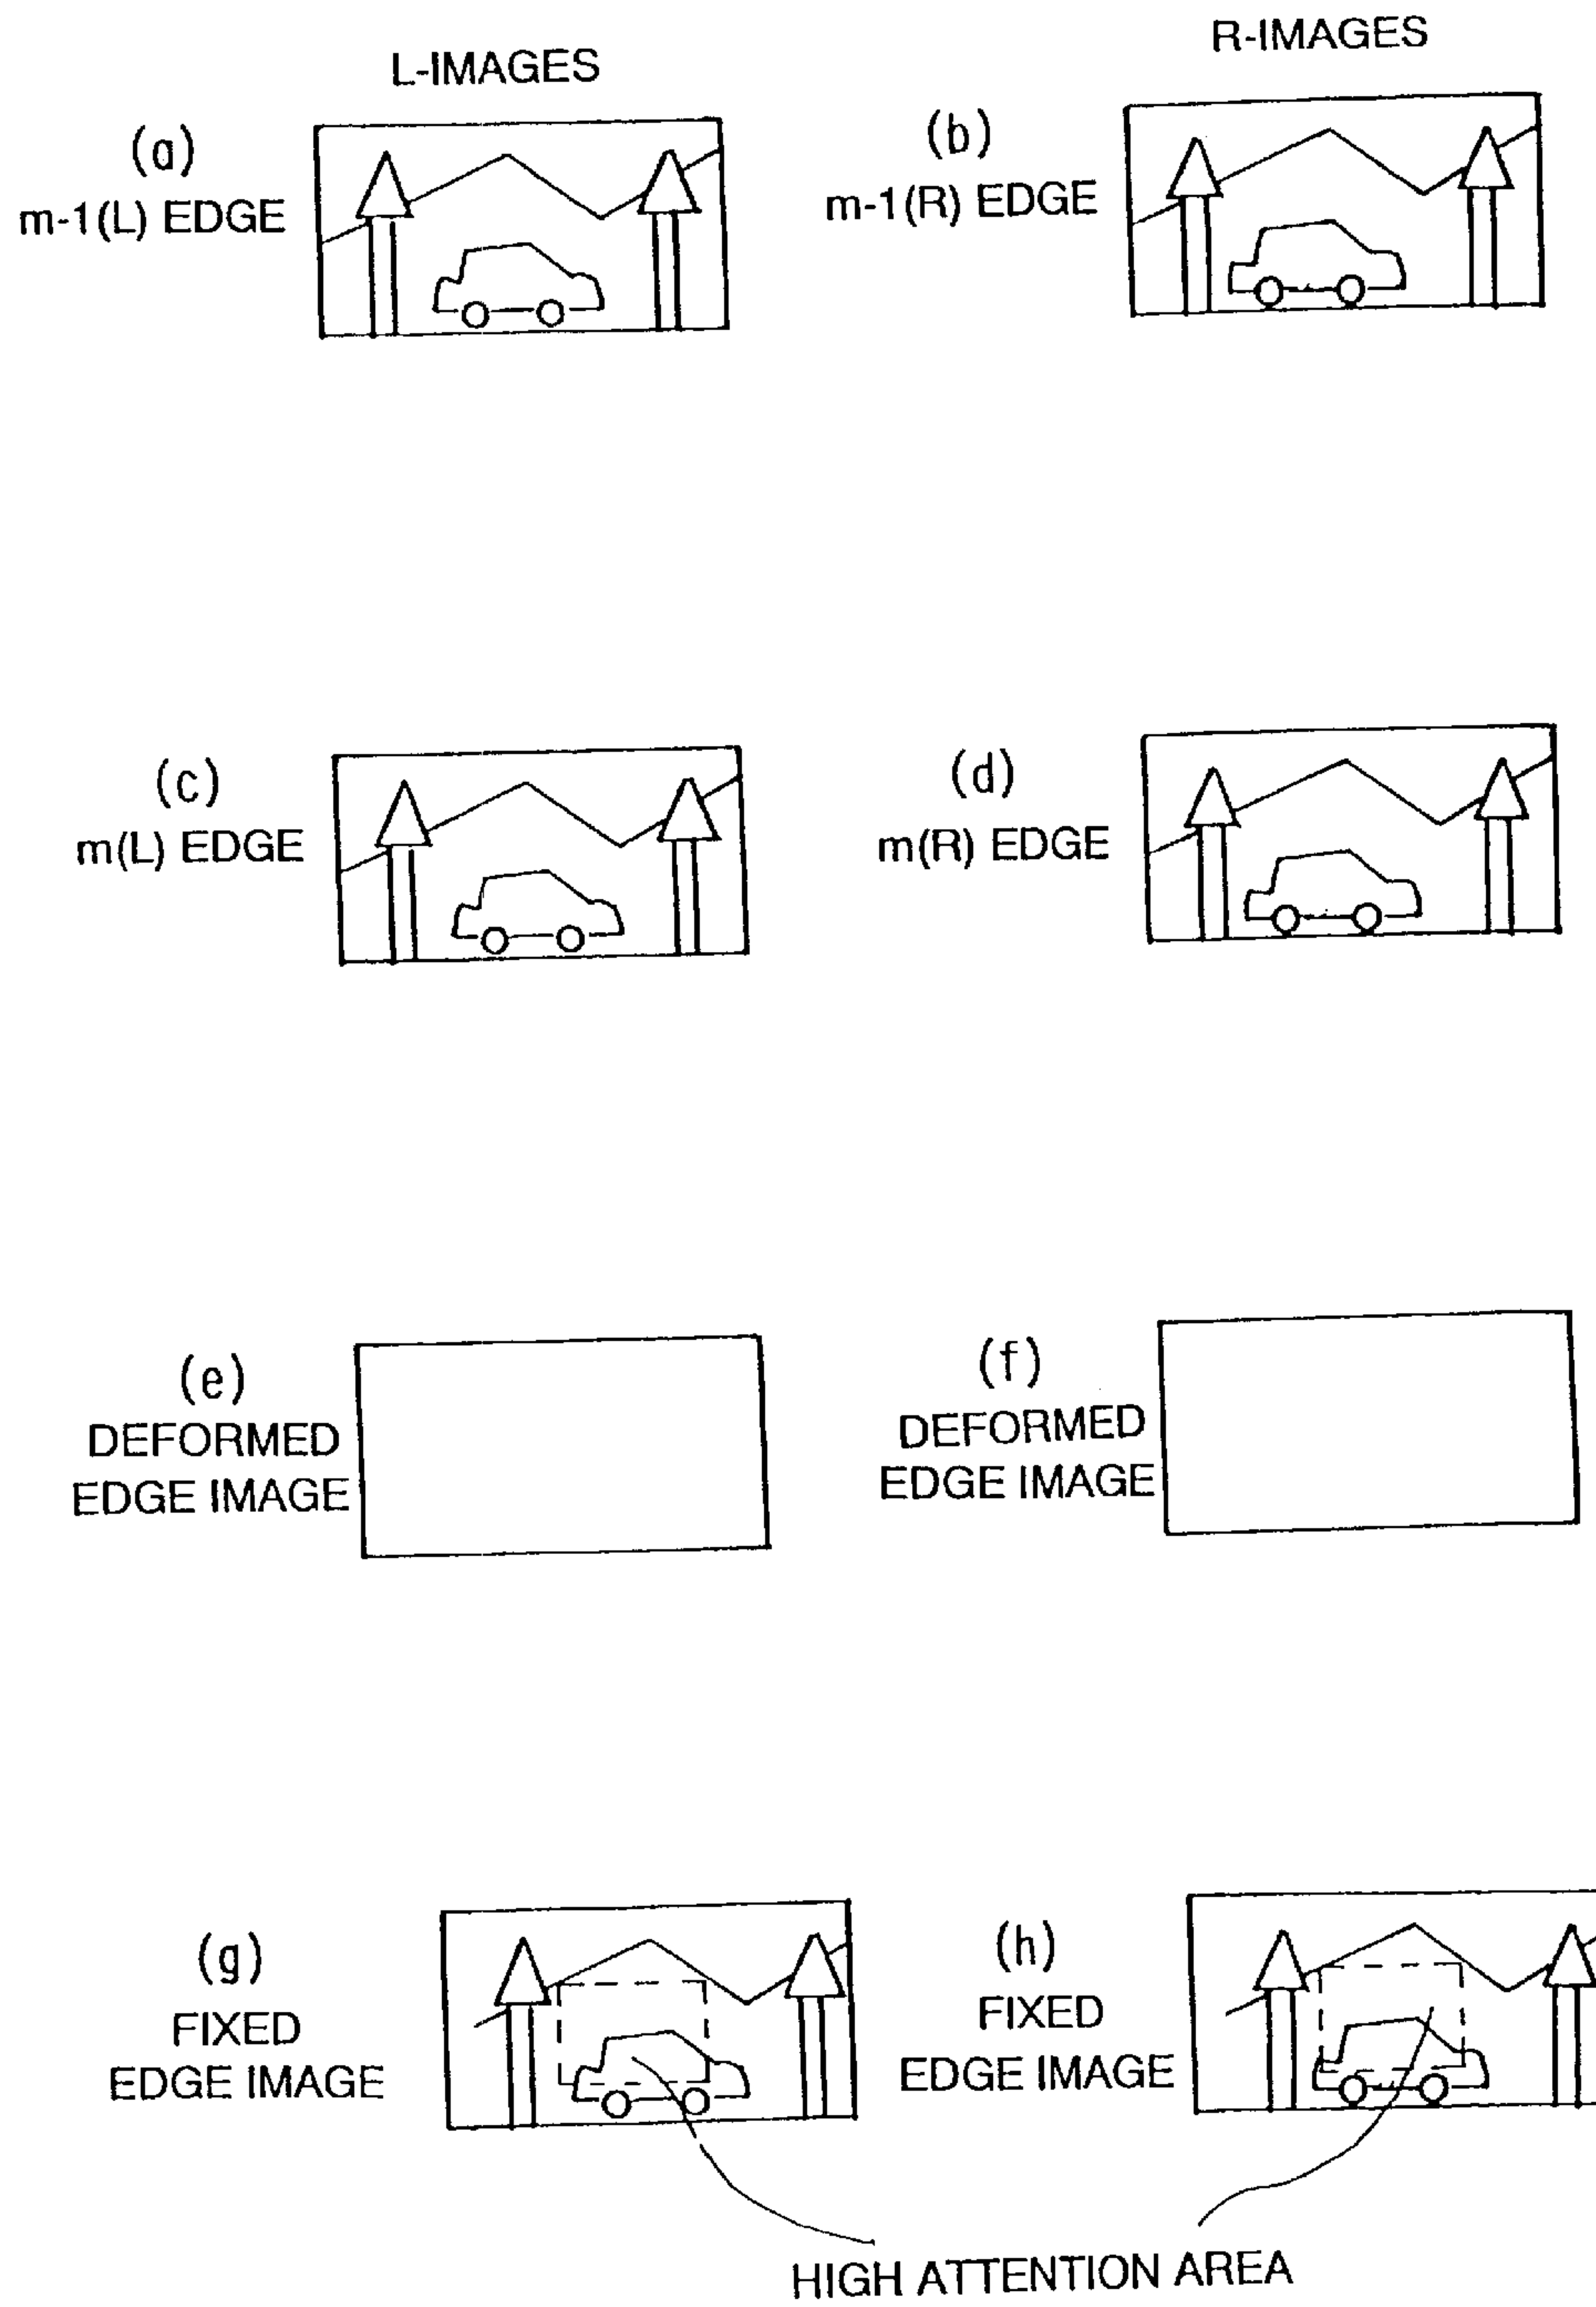 L-IMAGES
R-IMAGES
(a)
m-1(L) EDGE
(b)
m-1(R) EDGE
(c)
m(L) EDGE
(d)
m(R) EDGE
(e)
DEFORMED
EDGE IMAGE
(f)
DEFORMED
EDGE IMAGE
(g)
FIXED
EDGE IMAGE
(h)
FIXED
EDGE IMAGE
HIGH ATTENTION AREA